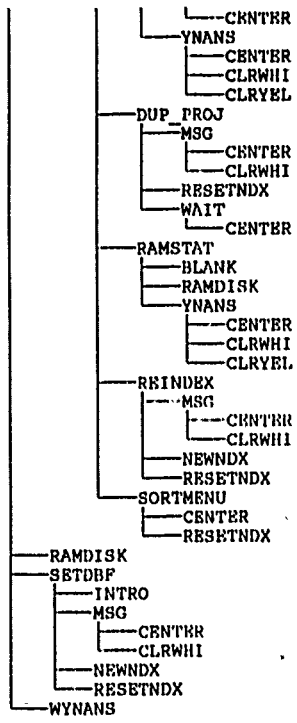 CENTER
YNANS
CENTER
CLRWHI
CLRYEL
DUP_PROJ
MSG
CENTER
CLRWHI
RESETNDX
WAIT
CENTER
RAMSTAT
BLANK
RAMDISK
YNANS
CENTER
CLRWHI
CLRYEL
REINDEX
MSG
CENTER
CLRWHI
NEWNDX
RESETNDX
SORTMENU
CENTER
RESETNDX
RAMDISK
SETDBF
INTRO
MSG
CENTER
CLRWHI
NEWNDX
RESETNDX
WYNANS